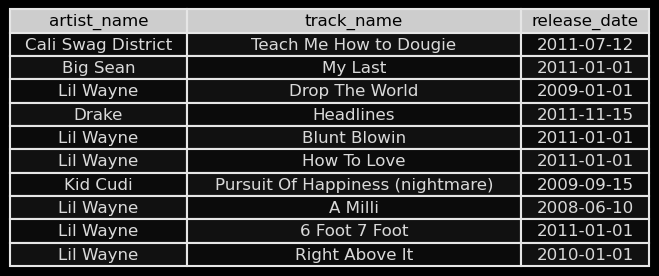 artist_name track_name release_date
Cali Swag District Teach Me How to Dougie 2011-07-12
Big Sean My Last 2011-01-01
Lil Wayne Drop The World 2009-01-01
Drake Headlines 2011-11-15
Lil Wayne Blunt Blowin 2011-01-01
Lil Wayne How To Love 2011-01-01
Kid Cudi Pursuit Of Happiness (nightmare) 2009-09-15
Lil Wayne A Milli 2008-06-10
Lil Wayne 6 Foot 7 Foot 2011-01-01
Lil Wayne Right Above It 2010-01-01